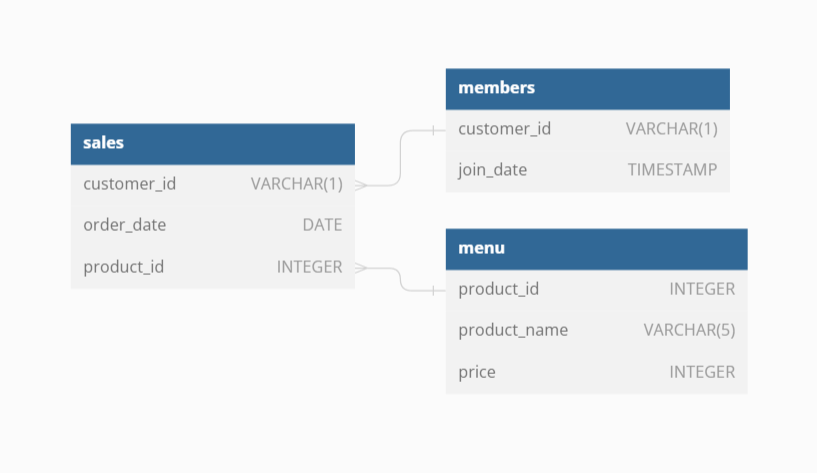 sales
customer_id VARCHAR(1)
order_date DATE
product_id INTEGER
members
customer_id VARCHAR(1)
join_date TIMESTAMP
menu
product_id INTEGER
product_name VARCHAR(5)
price INTEGER